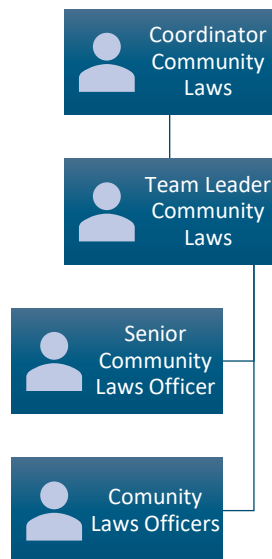 Coordinator
Community
Laws
Team Leader
Community
Laws
Senior
Community
Laws Officer
Comunity
Laws Officers